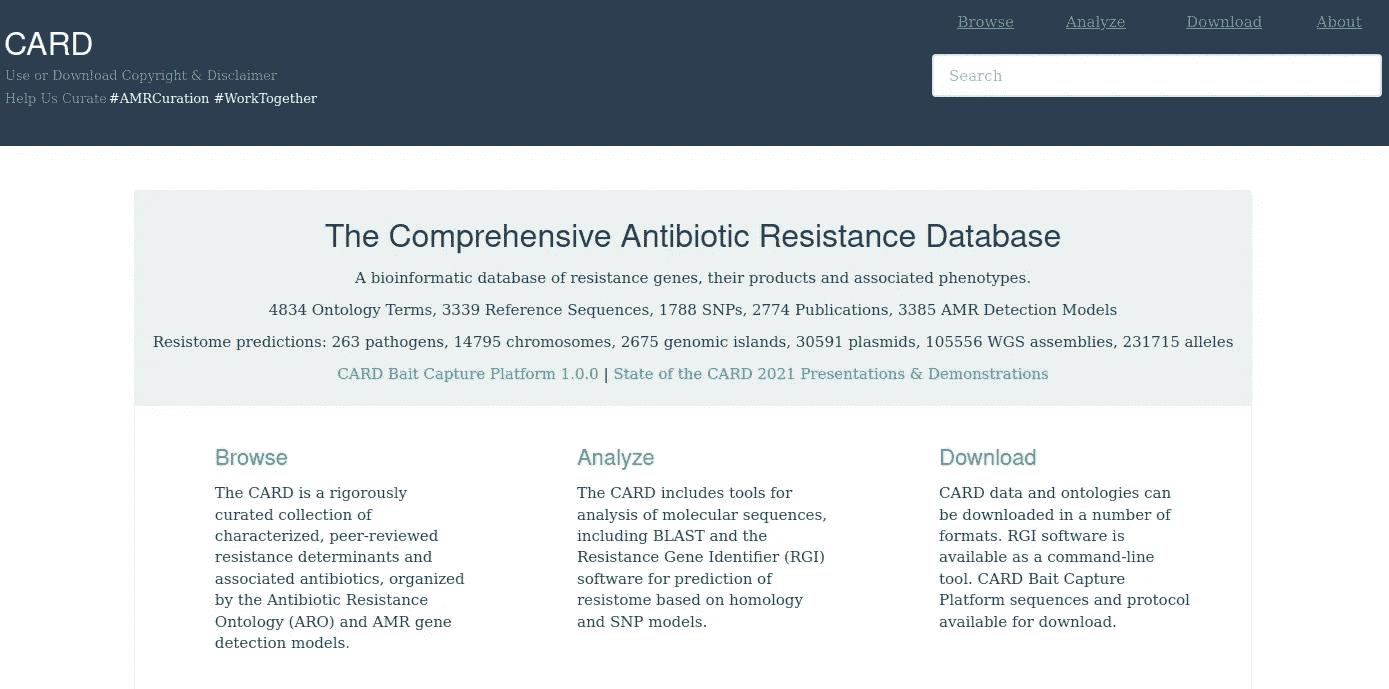 CARD
Use or Download Copyright & Disclaimer
Help Us Curate #AMRCuration #WorkTogether
Browse Analyze Download About
Search
The Comprehensive Antibiotic Resistance Database
A bioinformatic database of resistance genes, their products and associated phenotypes.
4834 Ontology Terms, 3339 Reference Sequences, 1788 SNPs, 2774 Publications, 3385 AMR Detection Models
Resistome predictions: 263 pathogens, 14795 chromosomes, 2675 genomic islands, 30591 plasmids, 105556 WGS assemblies, 231715 alleles
CARD Bait Capture Platform 1.0.0 | State of the CARD 2021 Presentations & Demonstrations
Browse
The CARD is a rigorously
curated collection of
characterized, peer-reviewed
resistance determinants and
associated antibiotics, organized
by the Antibiotic Resistance
Ontology (ARO) and AMR gene
detection models.
Analyze
The CARD includes tools for
analysis of molecular sequences,
including BLAST and the
Resistance Gene Identifier (RGI)
software for prediction of
resistome based on homology
and SNP models.
Download
CARD data and ontologies can
be downloaded in a number of
formats. RGI software is
available as a command-line
tool. CARD Bait Capture
Platform sequences and protocol
available for download.